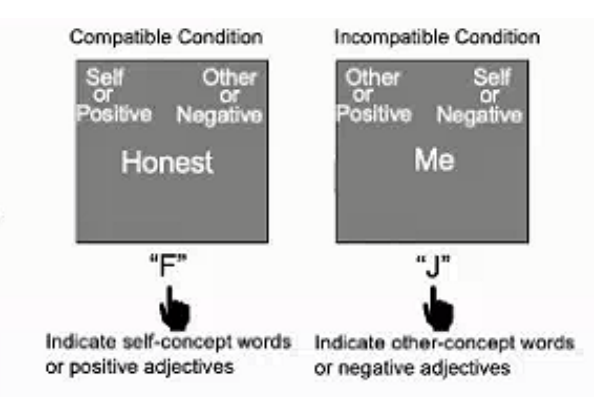 Compatible Condition
Self
or
Positive
Other
or
Negative
Honest
"F"
Indicate self-concept words
or positive adjectives
Incompatible Condition
Other
or
Positive
Self
or
Negative
Me
"J"
Indicate other-concept words
or negative adjectives